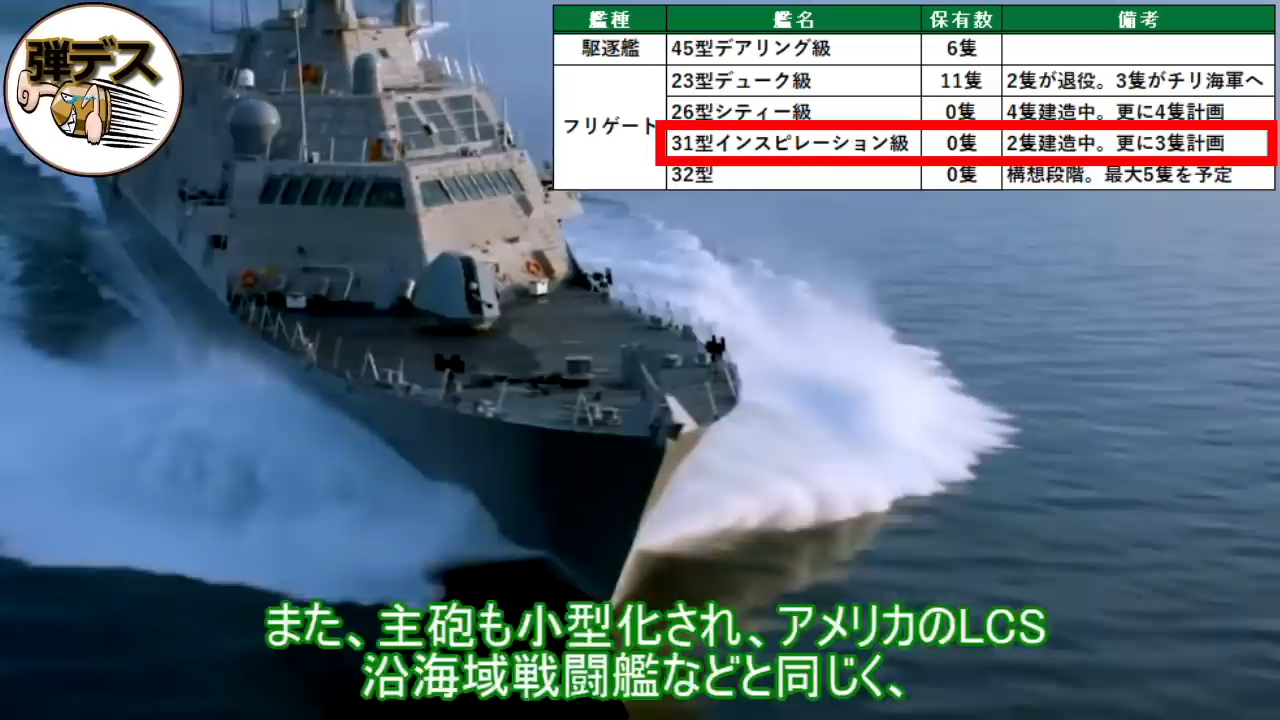 弾デス
艦種 艦名 保有数 備考
駆逐艦 45型デアリング級 6隻
フリゲート 23型デューク級 11隻 2隻が退役。3隻がチリ海軍へ
26型シティー級 0隻 4隻建造中。更に4隻計画
31型インスピレーション級 0隻 2隻建造中。更に3隻計画
32型 0隻 構想段階。最大5隻を予定
また、主砲も小型化され、アメリカのLCS
沿海域戦闘艦などと同じく、